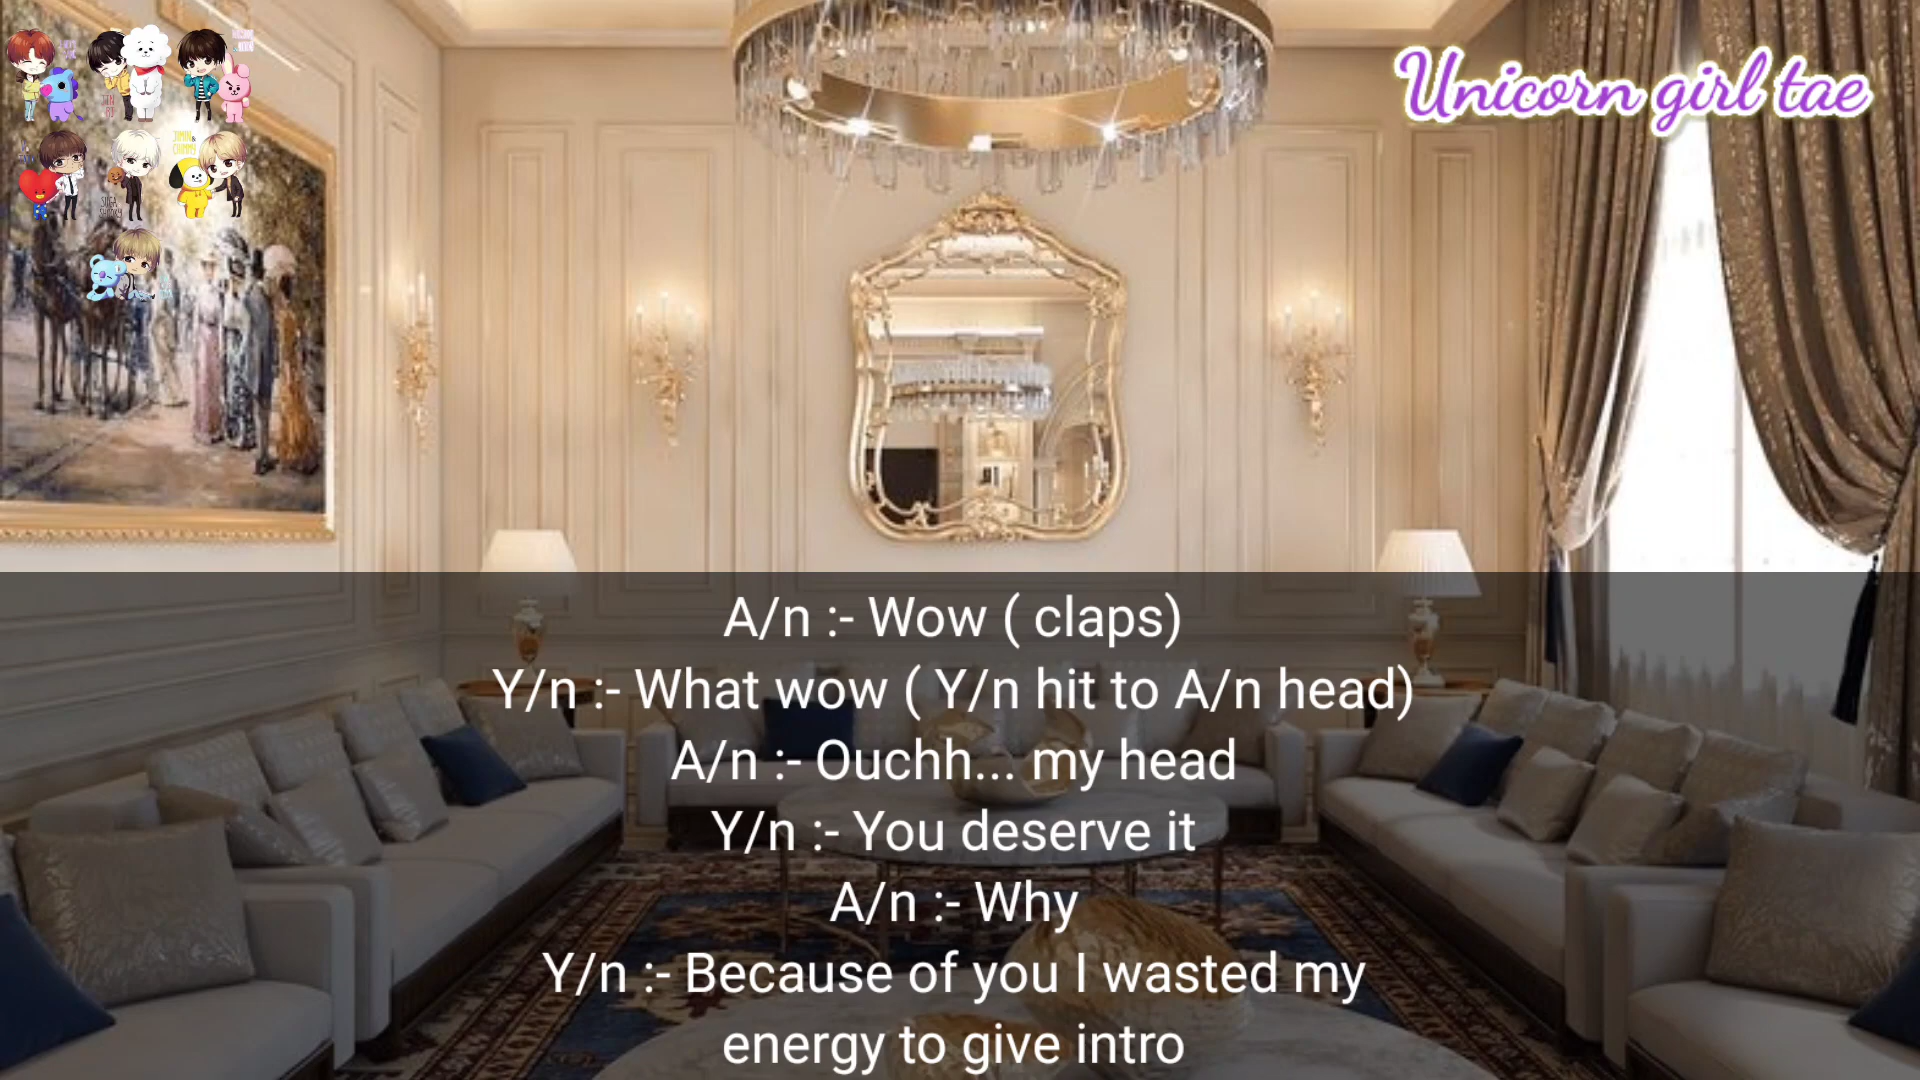 Unicorn girl tae
A/n :- Wow ( claps)
Y/n :- What wow ( Y/n hit to A/n head)
A/n :- Ouchh... my head
Y/n :- You deserve it
A/n :- Why
Y/n :- Because of you I wasted my
energy to give intro